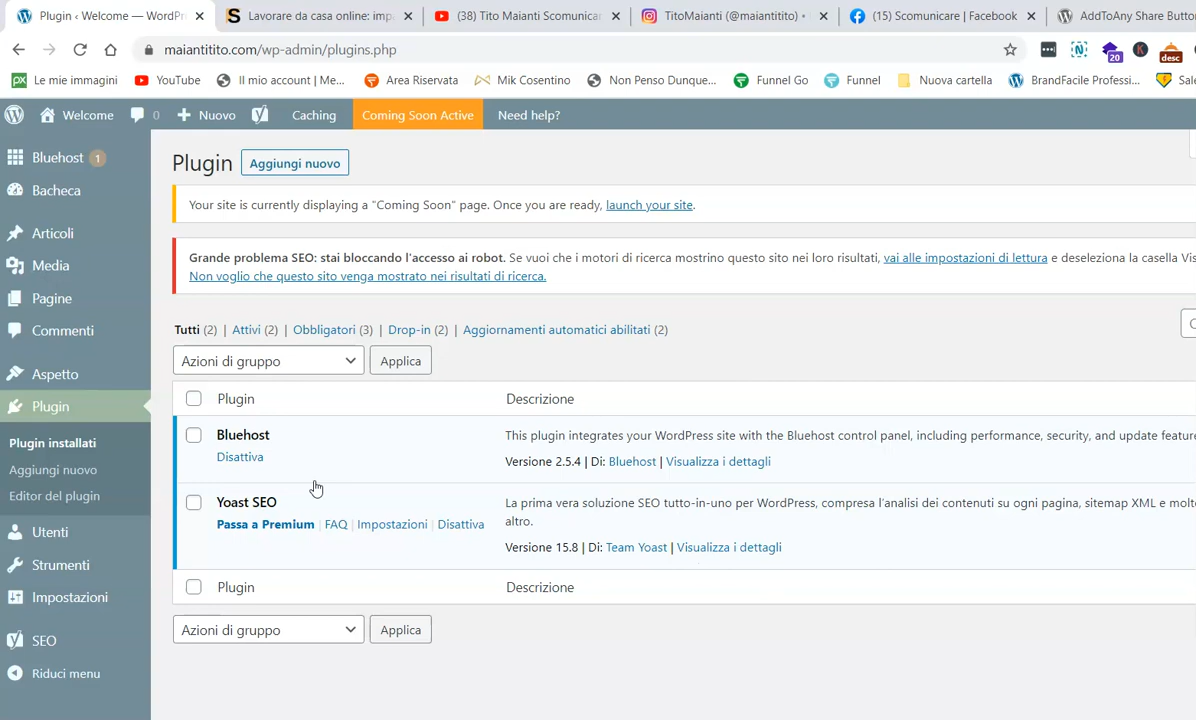 Plugin ‹ Welcome — WordPr
Lavorare da casa online: imp
(38) Tito Maianti Scomunicar
TitoMaianti (@maiantitito) •
(15) Scomunicare | Facebook
AddToAny Share Button
maiantitito.com/wp-admin/plugins.php
20
desc
Le mie immagini
YouTube
Il mio account | Me...
Area Riservata
Mik Cosentino
Non Penso Dunque...
Funnel Go
Funnel
Nuova cartella
BrandFacile Professi...
Sale
Welcome
0
Nuovo
Caching
Coming Soon Active
Need help?
Bluehost 1
Bacheca
Articoli
Media
Pagine
Commenti
Aspetto
Plugin
Plugin installati
Aggiungi nuovo
Editor del plugin
Utenti
Strumenti
Impostazioni
SEO
Riduci menu
Plugin
Aggiungi nuovo
Your site is currently displaying a "Coming Soon" page. Once you are ready, launch your site.
Grande problema SEO: stai bloccando l'accesso ai robot. Se vuoi che i motori di ricerca mostrino questo sito nei loro risultati, vai alle impostazioni di lettura e deseleziona la casella Vis
Non voglio che questo sito venga mostrato nei risultati di ricerca.
Tutti (2) | Attivi (2) | Obbligatori (3) | Drop-in (2) | Aggiornamenti automatici abilitati (2)
Azioni di gruppo
Applica
Plugin
Descrizione
Bluehost
Disattiva
This plugin integrates your WordPress site with the Bluehost control panel, including performance, security, and update feature
Versione 2.5.4 | Di: Bluehost | Visualizza i dettagli
Yoast SEO
Passa a Premium | FAQ | Impostazioni | Disattiva
La prima vera soluzione SEO tutto-in-uno per WordPress, compresa l'analisi dei contenuti su ogni pagina, sitemap XML e molt
altro.
Versione 15.8 | Di: Team Yoast | Visualizza i dettagli
Plugin
Descrizione
Azioni di gruppo
Applica